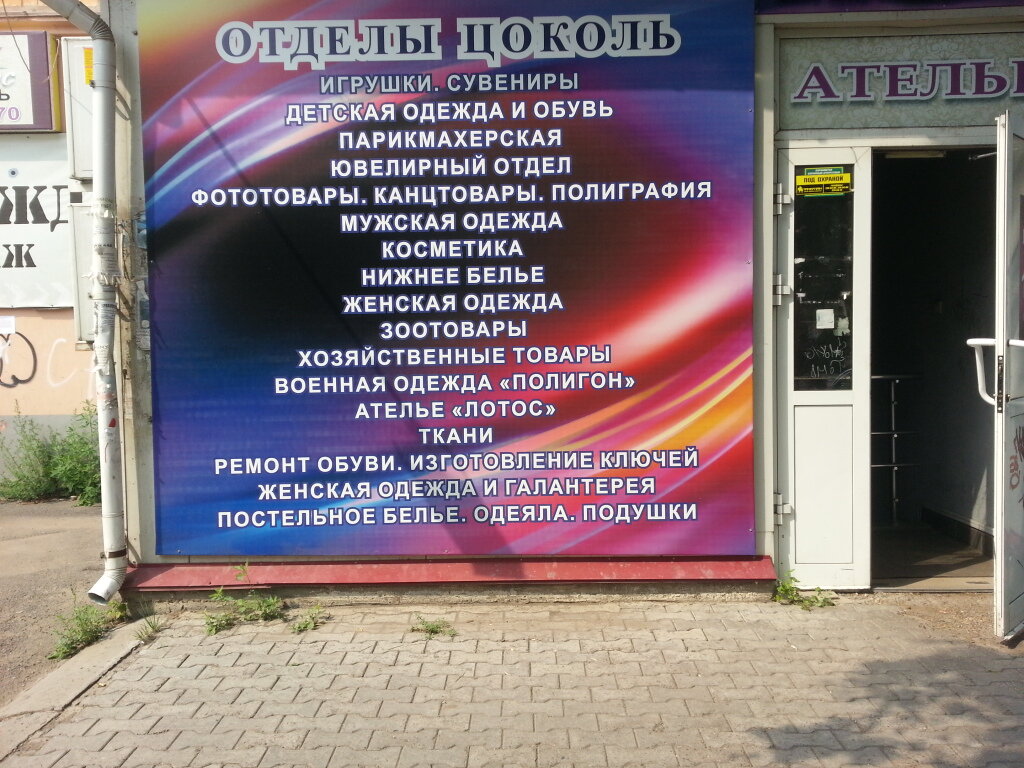 ОТДЕЛЫ ЦОКОЛЬ
ИГРУШКИ. СУВЕНИРЫ
ДЕТСКАЯ ОДЕЖДА И ОБУВЬ
ПАРИКМАХЕРСКАЯ
ЮВЕЛИРНЫЙ ОТДЕЛ
ФОТОТОВАРЫ. КАНЦТОВАРЫ. ПОЛИГРАФИЯ
МУЖСКАЯ ОДЕЖДА
КОСМЕТИКА
НИЖНЕЕ БЕЛЬЕ
ЖЕНСКАЯ ОДЕЖДА
ЗООТОВАРЫ
ХОЗЯЙСТВЕННЫЕ ТОВАРЫ
ВОЕННАЯ ОДЕЖДА «ПОЛИГОН»
АТЕЛЬЕ «ЛОТОС»
ТКАНИ
РЕМОНТ ОБУВИ. ИЗГОТОВЛЕНИЕ КЛЮЧЕЙ
ЖЕНСКАЯ ОДЕЖДА И ГАЛАНТЕРЕЯ
ПОСТЕЛЬНОЕ БЕЛЬЕ. ОДЕЯЛА. ПОДУШКИ
АТЕЛЬ
ПОД ОХРАНОЙ
70